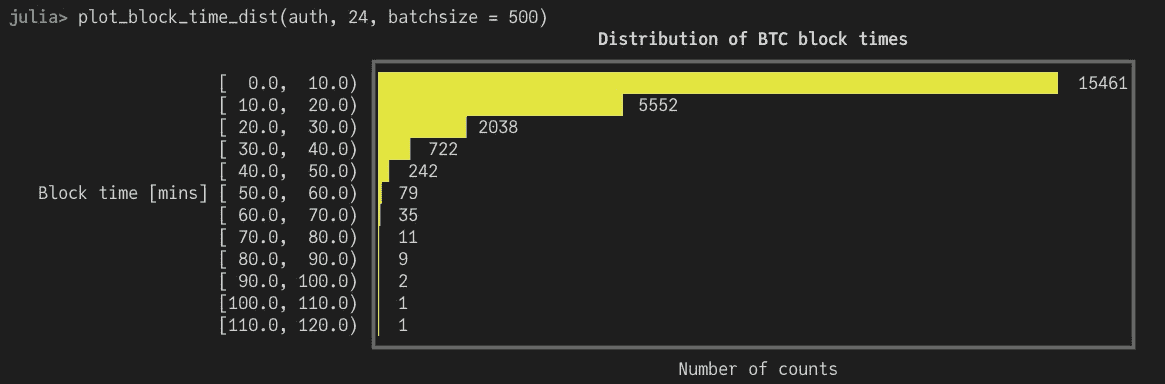 julia> plot_block_time_dist(auth, 24, batchsize = 500)
Distribution of BTC block times
[  0.0,  10.0) 15461
[ 10.0,  20.0) 5552
[ 20.0,  30.0) 2038
[ 30.0,  40.0) 722
[ 40.0,  50.0) 242
Block time [mins] [ 50.0,  60.0) 79
[ 60.0,  70.0) 35
[ 70.0,  80.0) 11
[ 80.0,  90.0) 9
[ 90.0, 100.0) 2
[100.0, 110.0) 1
[110.0, 120.0) 1
Number of counts